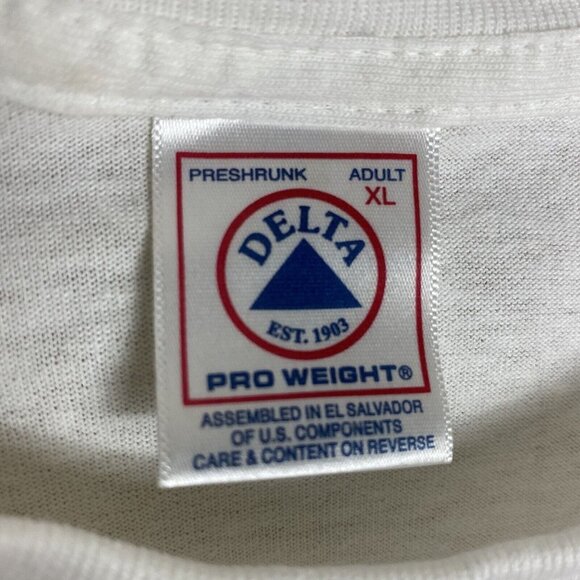 PRESHRUNK ADULT
XL
DELTA
EST. 1903
PRO WEIGHT®
ASSEMBLED IN EL SALVADOR
OF U.S. COMPONENTS
CARE & CONTENT ON REVERSE